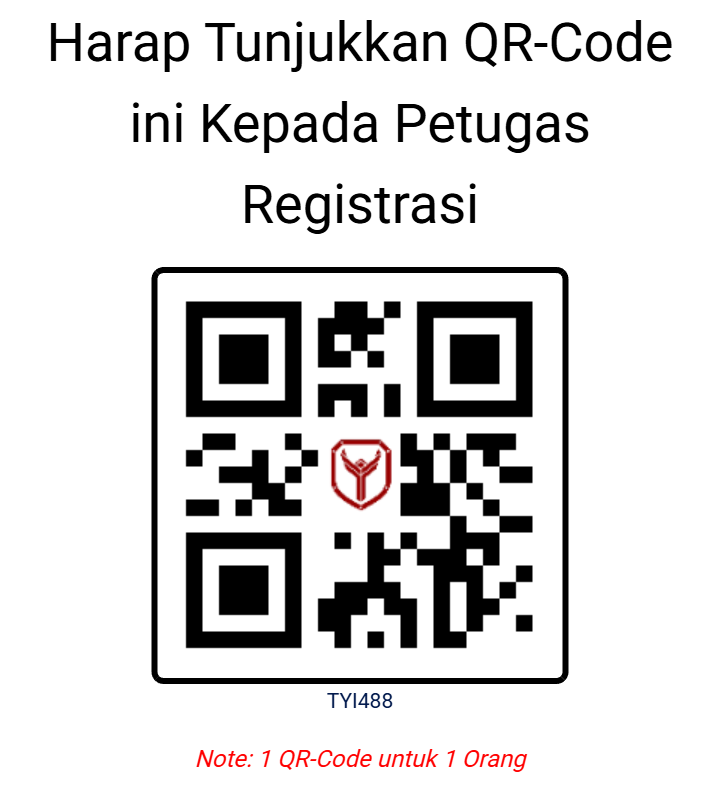 Harap Tunjukkan QR-Code
ini Kepada Petugas
Registrasi
TYI488
Note: 1 QR-Code untuk 1 Orang